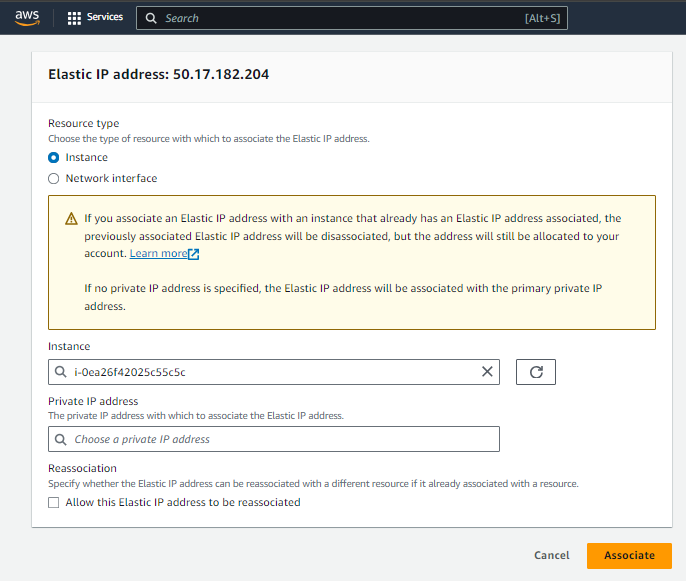 aws
Services
Search
[Alt+S]
Elastic IP address: 50.17.182.204
Resource type
Choose the type of resource with which to associate the Elastic IP address.
Instance
Network interface
If you associate an Elastic IP address with an instance that already has an Elastic IP address associated, the
previously associated Elastic IP address will be disassociated, but the address will still be allocated to your
account. Learn more
If no private IP address is specified, the Elastic IP address will be associated with the primary private IP
address.
Instance
i-0ea26f42025c55c5c
Private IP address
The private IP address with which to associate the Elastic IP address.
Choose a private IP address
Reassociation
Specify whether the Elastic IP address can be reassociated with a different resource if it already associated with a resource.
Allow this Elastic IP address to be reassociated
Cancel
Associate